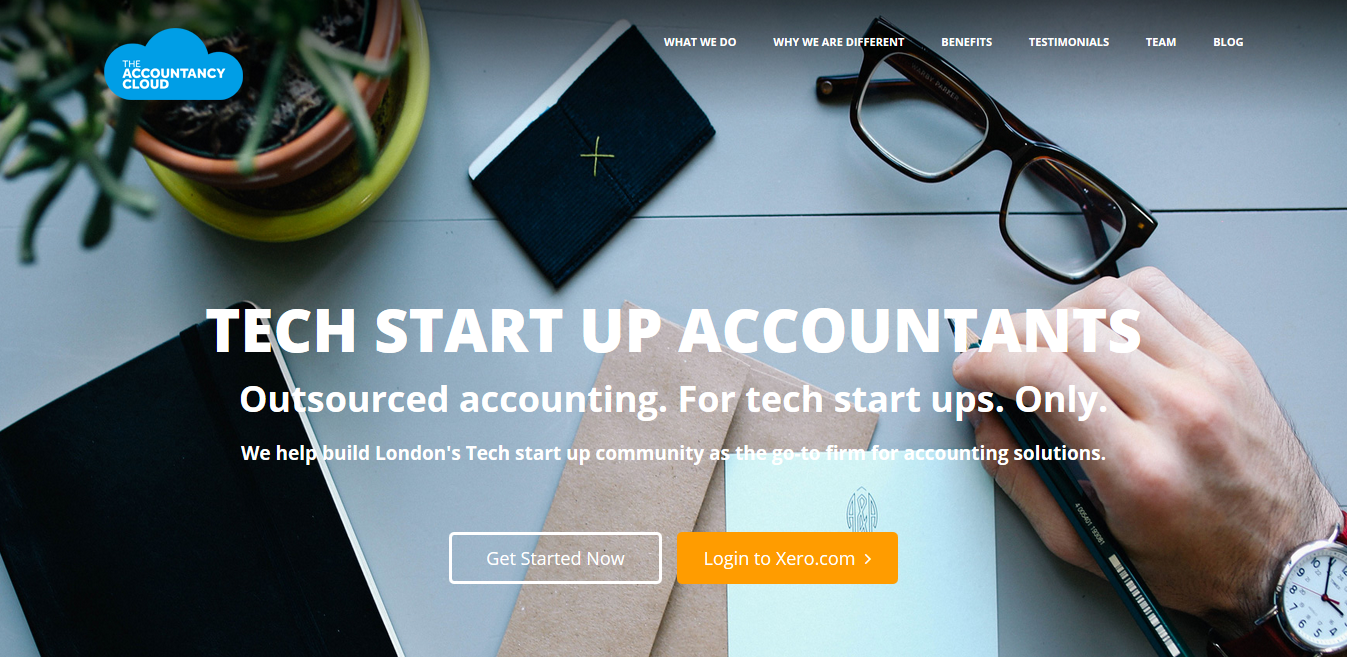 THE
ACCOUNTANCY
CLOUD
WHAT WE DO
WHY WE ARE DIFFERENT
BENEFITS
TESTIMONIALS
TEAM
BLOG
WARBY PARKER
TECH START UP ACCOUNTANTS
Outsourced accounting. For tech start ups. Only.
We help build London's Tech start up community as the go-to firm for accounting solutions.
Get Started Now
Login to Xero.com